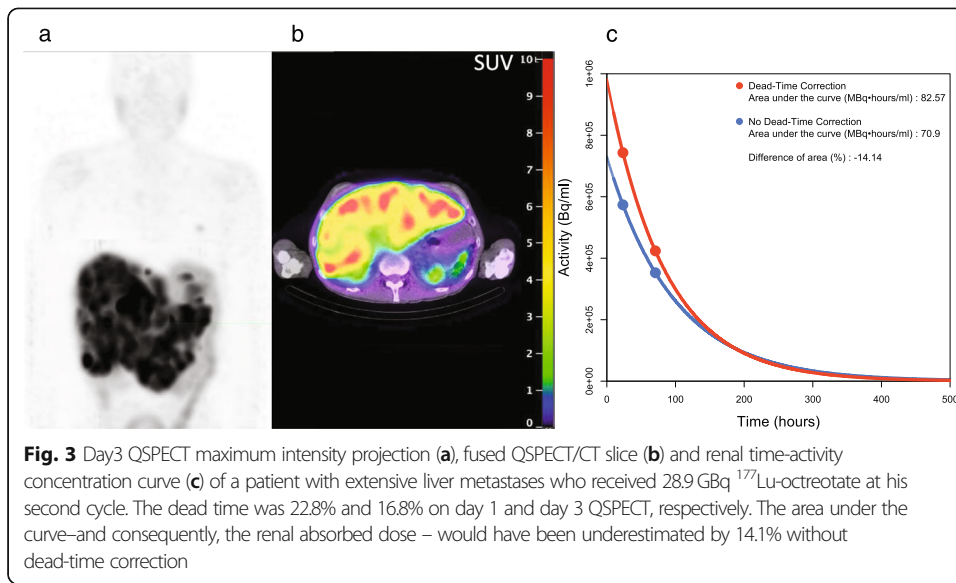 a
b
c
SUV
10
9
8
7
6
5
4
3
2
1
0
Dead-Time Correction
Area under the curve (MBq•hours/ml) : 82.57
No Dead-Time Correction
Area under the curve (MBq•hours/ml) : 70.9
Difference of area (%) : -14.14
Activity (Bq/ml)
1e+06
8e+05
6e+05
4e+05
2e+05
0e+00
0 100 200 300 400 500
Time (hours)
Fig. 3 Day3 QSPECT maximum intensity projection (a), fused QSPECT/CT slice (b) and renal time-activity
concentration curve (c) of a patient with extensive liver metastases who received 28.9 GBq ¹⁷⁷Lu-octreotate at his
second cycle. The dead time was 22.8% and 16.8% on day 1 and day 3 QSPECT, respectively. The area under the
curve–and consequently, the renal absorbed dose – would have been underestimated by 14.1% without
dead-time correction